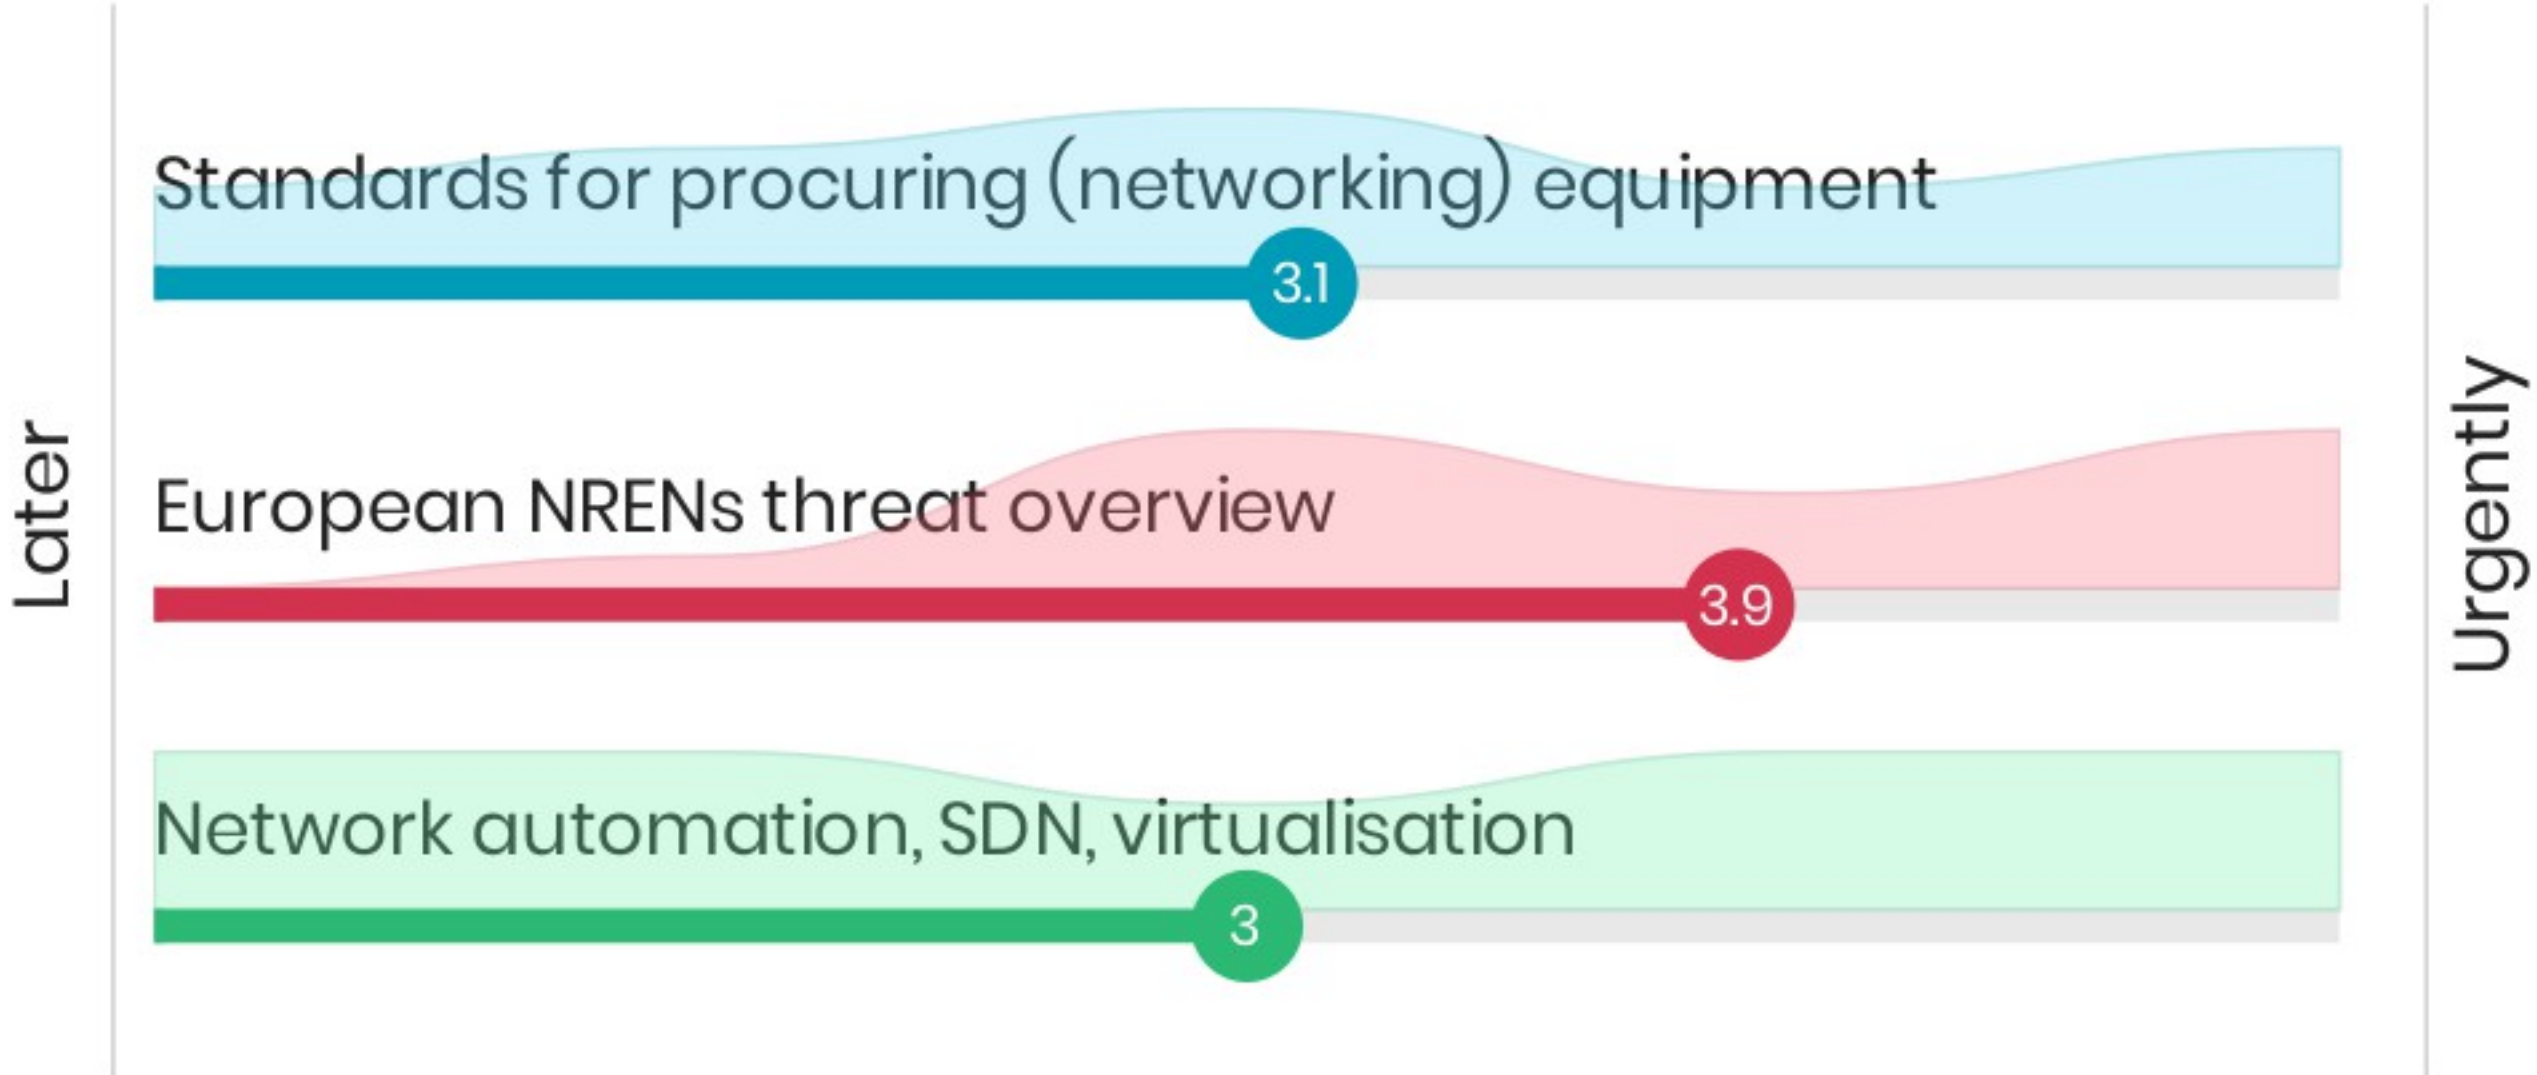 Later
Standards for procuring (networking) equipment
3.1
European NRENs threat overview
3.9
Network automation, SDN, virtualisation
3
Urgently